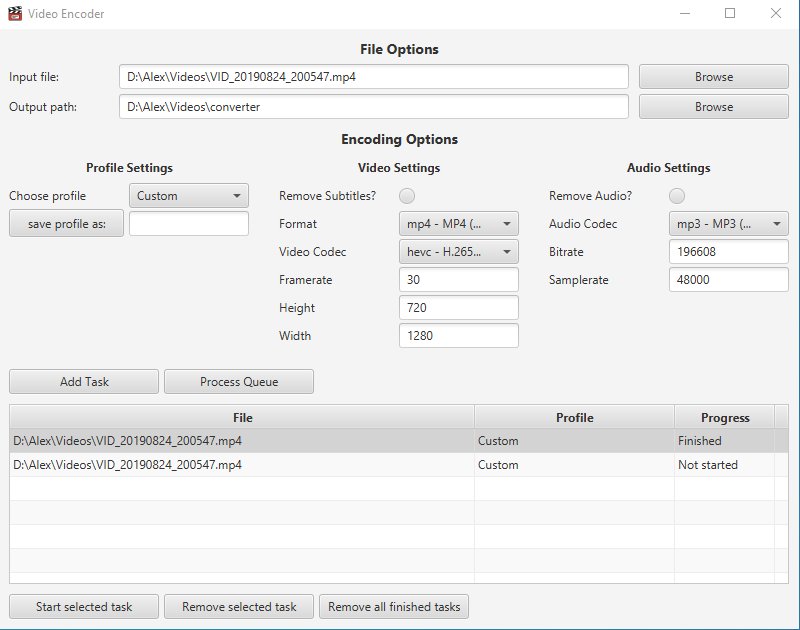 Video Encoder
File Options
Input file: D:\Alex\Videos\VID_20190824_200547.mp4 Browse
Output path: D:\Alex\Videos\converter Browse
Encoding Options
Profile Settings Video Settings Audio Settings
Choose profile Custom Remove Subtitles? Remove Audio?
save profile as: Format mp4 - MP4 (... Audio Codec mp3 - MP3 (...
Video Codec hevc - H.265... Bitrate 196608
Framerate 30 Samplerate 48000
Height 720
Width 1280
Add Task Process Queue
File Profile Progress
D:\Alex\Videos\VID_20190824_200547.mp4 Custom Finished
D:\Alex\Videos\VID_20190824_200547.mp4 Custom Not started
Start selected task Remove selected task Remove all finished tasks